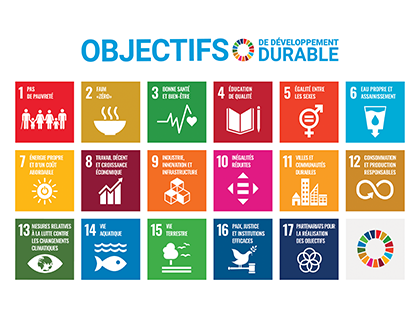 OBJECTIFS
DE DÉVELOPPEMENT
DURABLE
1 PAS
DE PAUVRETÉ
2 FAIM
«ZÉRO»
3 BONNE SANTÉ
ET BIEN-ÊTRE
4 ÉDUCATION
DE QUALITÉ
5 ÉGALITÉ ENTRE
LES SEXES
6 EAU PROPRE ET
ASSAINISSEMENT
7 ÉNERGIE PROPRE
ET D'UN COÛT
ABORDABLE
8 TRAVAIL DÉCENT
ET CROISSANCE
ÉCONOMIQUE
9 INDUSTRIE,
INNOVATION ET
INFRASTRUCTURE
10 INÉGALITÉS
RÉDUITES
11 VILLES ET
COMMUNAUTÉS
DURABLES
12 CONSOMMATION
ET PRODUCTION
RESPONSABLES
13 MESURES RELATIVES
À LA LUTTE CONTRE
LES CHANGEMENTS
CLIMATIQUES
14 VIE
AQUATIQUE
15 VIE
TERRESTRE
16 PAIX, JUSTICE
ET INSTITUTIONS
EFFICACES
17 PARTENARIATS POUR
LA RÉALISATION
DES OBJECTIFS